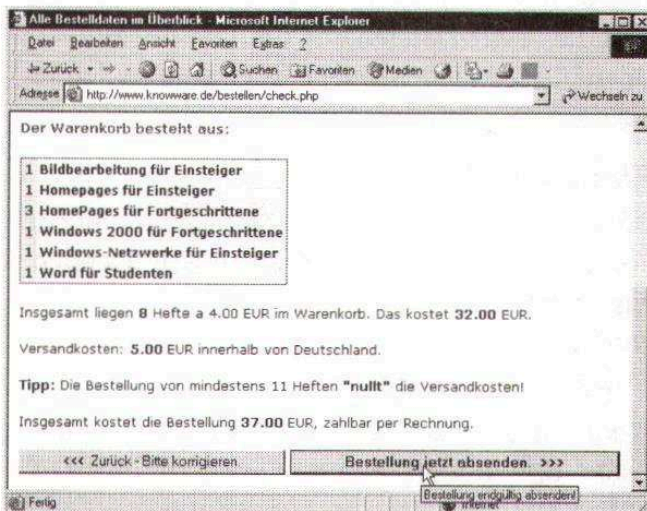 Alle Bestelldaten im Überblick - Microsoft Internet Explorer
Datei Bearbeiten Ansicht Favoriten Extras ?
Zurück Suchen Favoriten Medien
Adresse http://www.knowware.de/bestellen/check.php Wechseln zu
Der Warenkorb besteht aus:
1 Bildbearbeitung für Einsteiger
1 Homepages für Einsteiger
3 HomePages für Fortgeschrittene
1 Windows 2000 für Fortgeschrittene
1 Windows-Netzwerke für Einsteiger
1 Word für Studenten
Insgesamt liegen 8 Hefte a 4.00 EUR im Warenkorb. Das kostet 32.00 EUR.
Versandkosten: 5.00 EUR innerhalb von Deutschland.
Tipp: Die Bestellung von mindestens 11 Heften "nullt" die Versandkosten!
Insgesamt kostet die Bestellung 37.00 EUR, zahlbar per Rechnung.
<<< Zurück - Bitte korrigieren Bestellung jetzt absenden. >>>
Bestellung endgültig absenden!
Fertig Internet